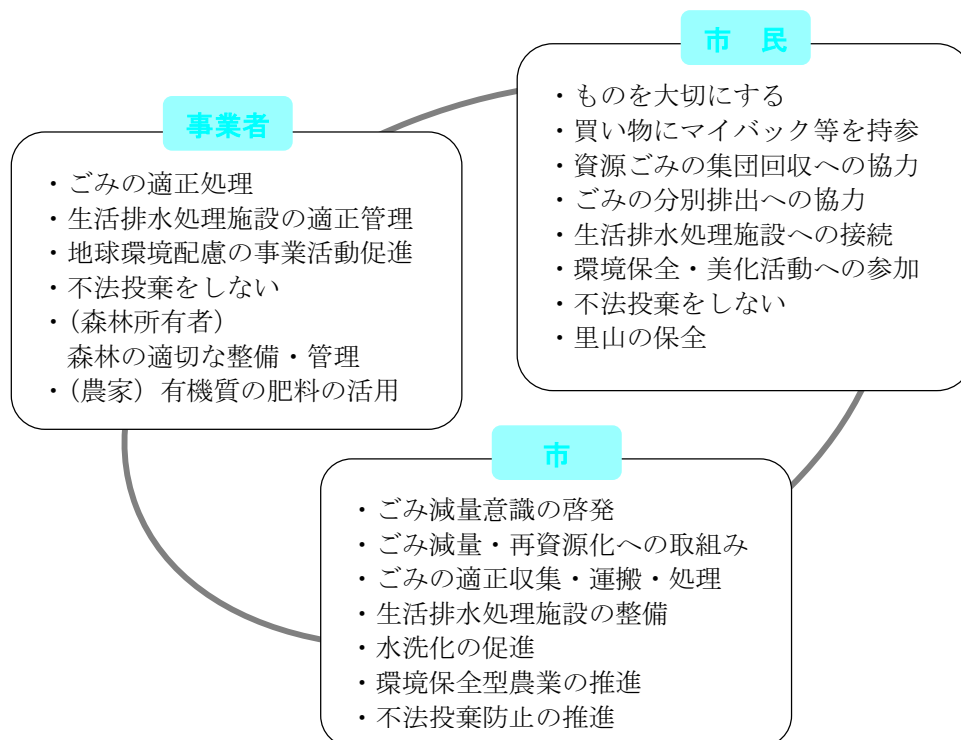 市　民
・ものを大切にする
・買い物にマイバック等を持参
・資源ごみの集団回収への協力
・ごみの分別排出への協力
・生活排水処理施設への接続
・環境保全・美化活動への参加
・不法投棄をしない
・里山の保全
事業者
・ごみの適正処理
・生活排水処理施設の適正管理
・地球環境配慮の事業活動促進
・不法投棄をしない
・（森林所有者）
森林の適切な整備・管理
・（農家）有機質の肥料の活用
市
・ごみ減量意識の啓発
・ごみ減量・再資源化への取組み
・ごみの適正収集・運搬・処理
・生活排水処理施設の整備
・水洗化の促進
・環境保全型農業の推進
・不法投棄防止の推進